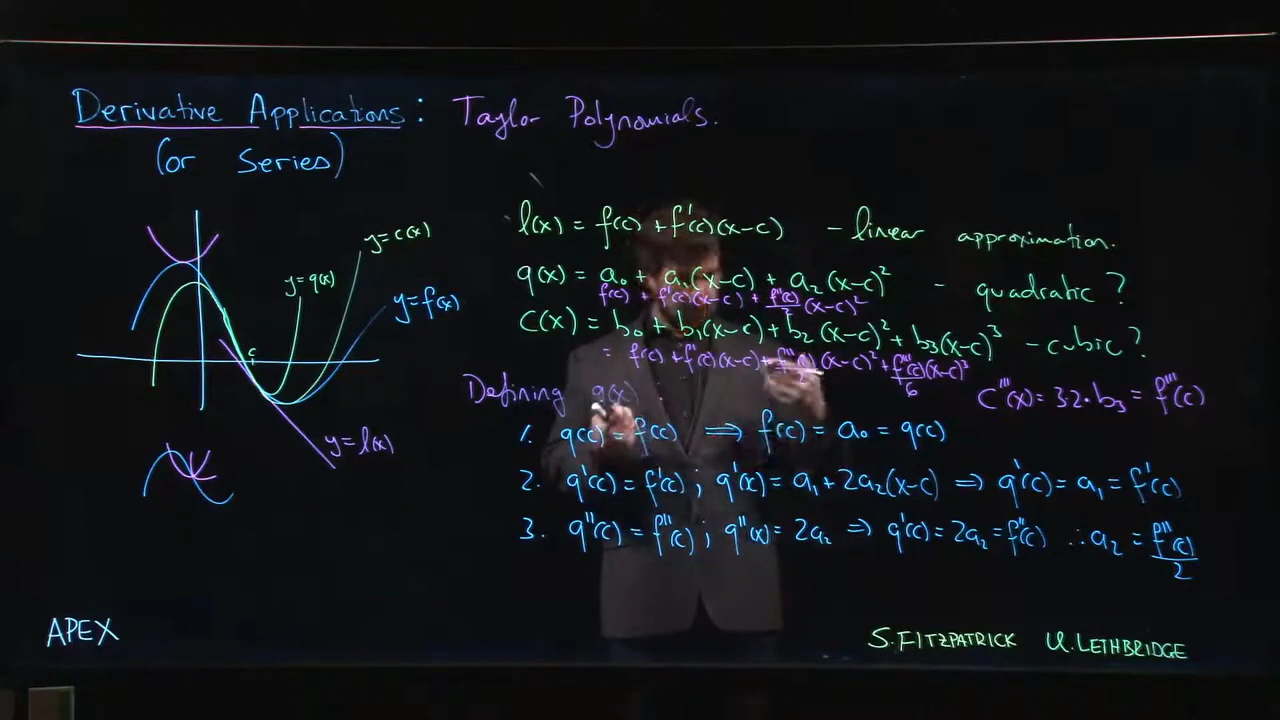 Derivative Applications: Taylor Polynomials.
(or Series)
y=c(x)
y=q(x)
y=f(x)
c
y=l(x)
l(x) = f(c) + f'(c)(x-c) - linear approximation.
q(x) = a₀ + a₁(x-c) + a₂(x-c)² - quadratic ?
f(c) + f'(c)(x-c) + f''(c)/2 (x-c)²
C(x) = b₀ + b₁(x-c) + b₂(x-c)² + b₃(x-c)³ - cubic ?
= f(c) + f'(c)(x-c) + f''(c)/2 (x-c)² + f'''(c)/6 (x-c)³
C'''(x) = 3·2·b₃ = f'''(c)
Defining q(x)
1. q(c) = f(c) ⟹ f(c) = a₀ = q(c)
2. q'(c) = f'(c) ; q'(x) = a₁ + 2a₂(x-c) ⟹ q'(c) = a₁ = f'(c)
3. q''(c) = f''(c) ; q''(x) = 2a₂ ⟹ q'(c) = 2a₂ = f''(c) ∴ a₂ = f''(c)/2
APEX
S. FITZPATRICK U. LETHBRIDGE